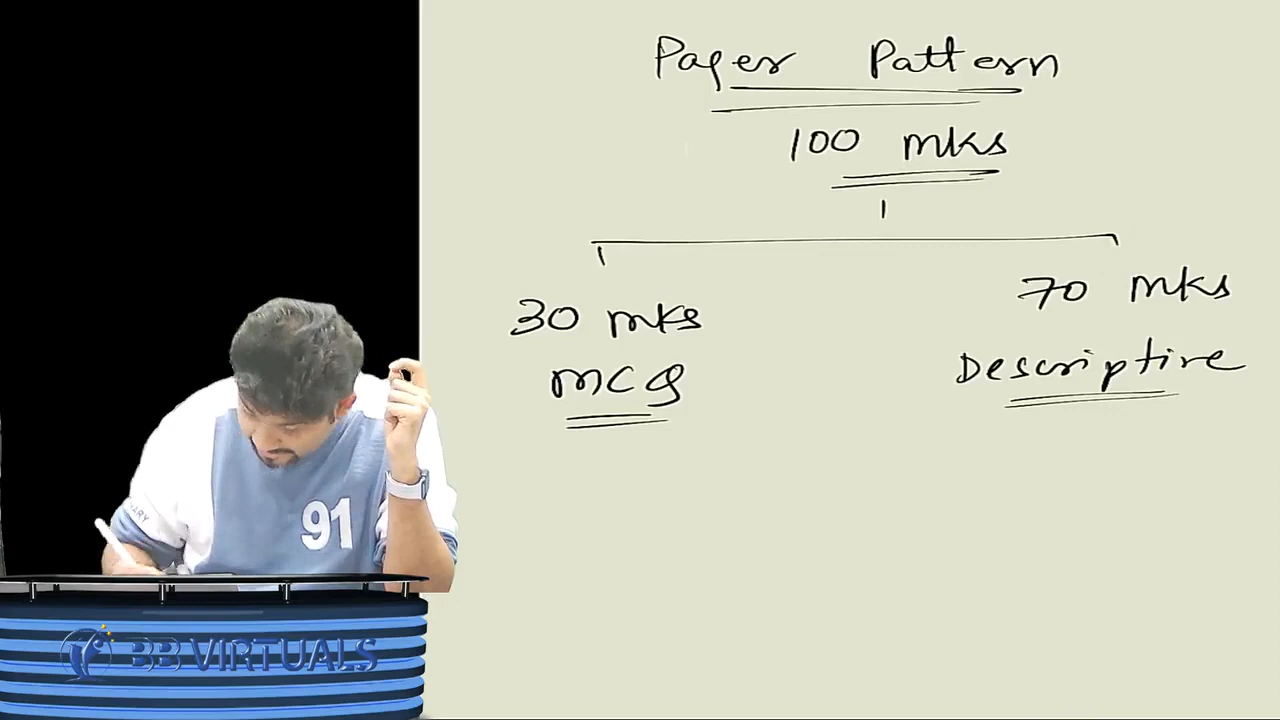 Paper Pattern
100 mks
30 mks
MCQ
70 mks
Descriptive
91
BB VIRTUALS